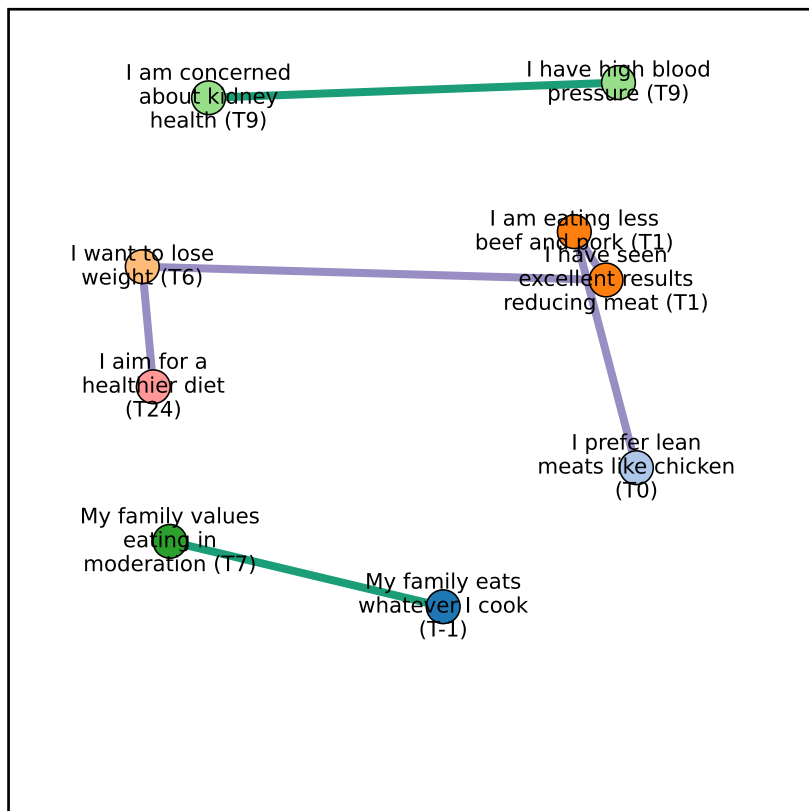 I am concerned
about kidney
health (T9)
I have high blood
pressure (T9)
I am eating less
beef and pork (T1)
I want to lose
weight (T6)
I have seen
excellent results
reducing meat (T1)
I aim for a
healthier diet
(T24)
I prefer lean
meats like chicken
(T0)
My family values
eating in
moderation (T7)
My family eats
whatever I cook
(T-1)